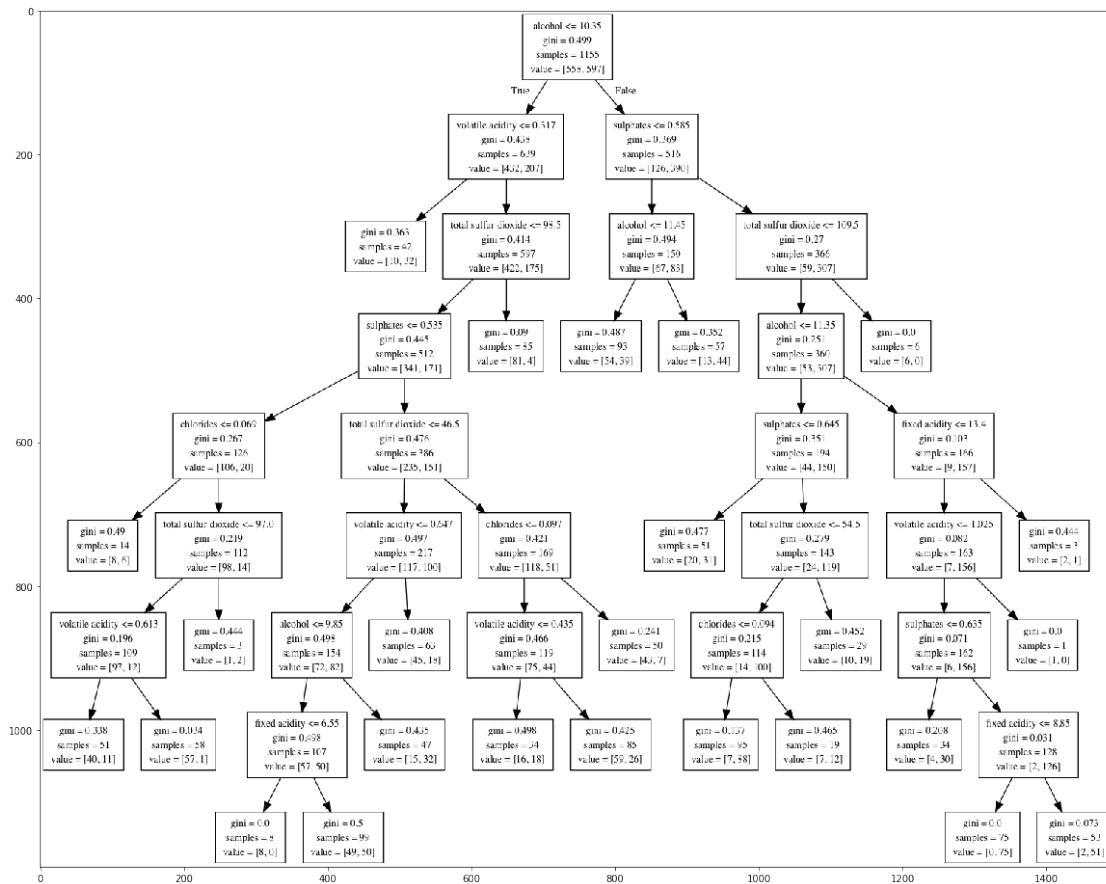 0
200
400
600
800
1000
0
200
400
600
800
1000
1200
1400
alcohol <= 10.35
gini = 0.499
samples = 1155
value = [558, 597]
True
False
volatile acidity <= 0.317
gini = 0.438
samples = 639
value = [432, 207]
sulphates <= 0.585
gini = 0.369
samples = 516
value = [126, 390]
gini = 0.363
samples = 42
value = [10, 32]
total sulfur dioxide <= 98.5
gini = 0.414
samples = 597
value = [422, 175]
alcohol <= 11.45
gini = 0.494
samples = 150
value = [67, 83]
total sulfur dioxide <= 109.5
gini = 0.27
samples = 366
value = [59, 307]
sulphates <= 0.535
gini = 0.445
samples = 512
value = [341, 171]
gini = 0.09
samples = 85
value = [81, 4]
gini = 0.487
samples = 93
value = [54, 39]
gini = 0.352
samples = 57
value = [13, 44]
alcohol <= 11.35
gini = 0.251
samples = 360
value = [53, 307]
gini = 0.0
samples = 6
value = [6, 0]
chlorides <= 0.069
gini = 0.267
samples = 126
value = [106, 20]
total sulfur dioxide <= 46.5
gini = 0.476
samples = 386
value = [235, 151]
sulphates <= 0.645
gini = 0.351
samples = 194
value = [44, 150]
fixed acidity <= 13.4
gini = 0.103
samples = 166
value = [9, 157]
gini = 0.49
samples = 14
value = [8, 6]
total sulfur dioxide <= 97.0
gini = 0.219
samples = 112
value = [98, 14]
volatile acidity <= 0.647
gini = 0.497
samples = 217
value = [117, 100]
chlorides <= 0.097
gini = 0.421
samples = 169
value = [118, 51]
gini = 0.477
samples = 51
value = [20, 31]
total sulfur dioxide <= 54.5
gini = 0.279
samples = 143
value = [24, 119]
volatile acidity <= 1.025
gini = 0.082
samples = 163
value = [7, 156]
gini = 0.444
samples = 3
value = [2, 1]
volatile acidity <= 0.613
gini = 0.196
samples = 109
value = [97, 12]
gini = 0.444
samples = 3
value = [1, 2]
alcohol <= 9.85
gini = 0.498
samples = 154
value = [72, 82]
gini = 0.408
samples = 63
value = [45, 18]
volatile acidity <= 0.435
gini = 0.466
samples = 119
value = [75, 44]
gini = 0.241
samples = 50
value = [43, 7]
chlorides <= 0.094
gini = 0.215
samples = 114
value = [14, 100]
gini = 0.452
samples = 29
value = [10, 19]
sulphates <= 0.635
gini = 0.071
samples = 162
value = [6, 156]
gini = 0.0
samples = 1
value = [1, 0]
gini = 0.338
samples = 51
value = [40, 11]
gini = 0.034
samples = 58
value = [57, 1]
fixed acidity <= 6.55
gini = 0.498
samples = 107
value = [57, 50]
gini = 0.435
samples = 47
value = [15, 32]
gini = 0.498
samples = 34
value = [16, 18]
gini = 0.425
samples = 85
value = [59, 26]
gini = 0.137
samples = 95
value = [7, 88]
gini = 0.465
samples = 19
value = [7, 12]
gini = 0.208
samples = 34
value = [4, 30]
fixed acidity <= 8.85
gini = 0.031
samples = 128
value = [2, 126]
gini = 0.0
samples = 8
value = [8, 0]
gini = 0.5
samples = 99
value = [49, 50]
gini = 0.0
samples = 75
value = [0, 75]
gini = 0.073
samples = 53
value = [2, 51]